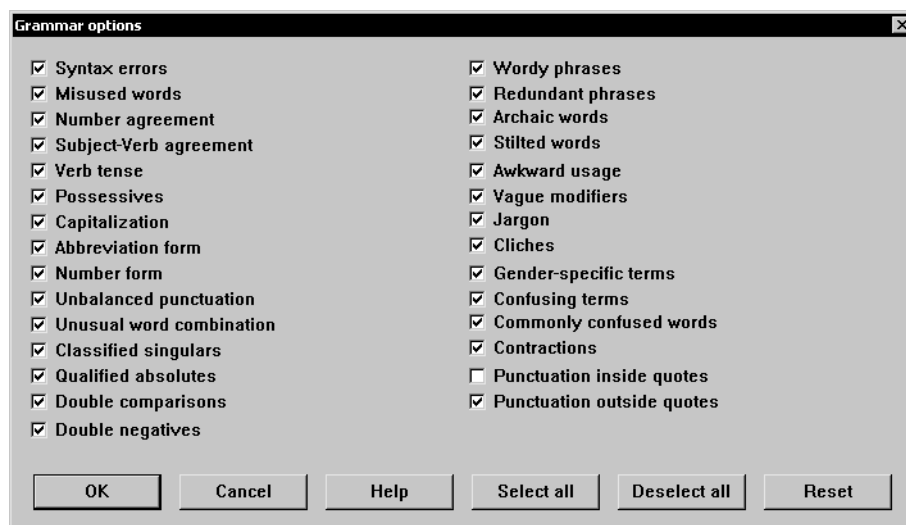 Grammar options
Syntax errors
Misused words
Number agreement
Subject-Verb agreement
Verb tense
Possessives
Capitalization
Abbreviation form
Number form
Unbalanced punctuation
Unusual word combination
Classified singulars
Qualified absolutes
Double comparisons
Double negatives
Wordy phrases
Redundant phrases
Archaic words
Stilted words
Awkward usage
Vague modifiers
Jargon
Cliches
Gender-specific terms
Confusing terms
Commonly confused words
Contractions
Punctuation inside quotes
Punctuation outside quotes
OK Cancel Help Select all Deselect all Reset